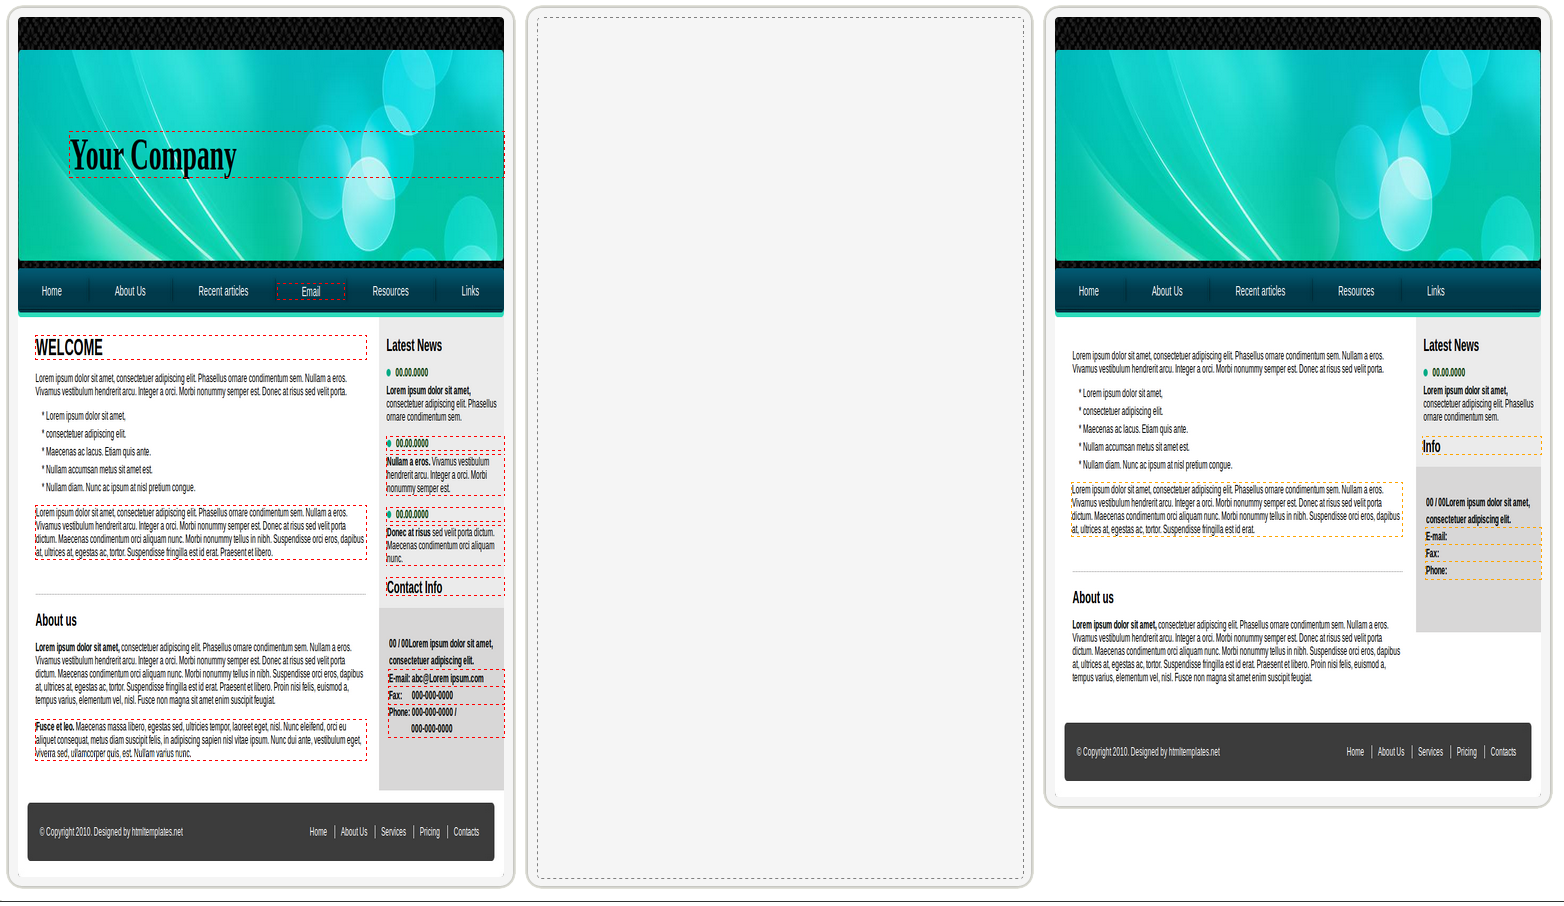 Your Company
Home
About Us
Recent articles
Email
Resources
Links
WELCOME
Lorem ipsum dolor sit amet, consectetuer adipiscing elit. Phasellus ornare condimentum sem. Nullam a eros.
Vivamus vestibulum hendrerit arcu. Integer a orci. Morbi nonummy semper est. Donec at risus sed velit porta.
* Lorem ipsum dolor sit amet,
* consectetuer adipiscing elit.
* Maecenas ac lacus. Etiam quis ante.
* Nullam accumsan metus sit amet est.
* Nullam diam. Nunc ac ipsum at nisl pretium congue.
Lorem ipsum dolor sit amet, consectetuer adipiscing elit. Phasellus ornare condimentum sem. Nullam a eros.
Vivamus vestibulum hendrerit arcu. Integer a orci. Morbi nonummy semper est. Donec at risus sed velit porta
dictum. Maecenas condimentum orci aliquam nunc. Morbi nonummy tellus in nibh. Suspendisse orci eros, dapibus
at, ultrices at, egestas ac, tortor. Suspendisse fringilla est id erat. Praesent et libero.
About us
Lorem ipsum dolor sit amet, consectetuer adipiscing elit. Phasellus ornare condimentum sem. Nullam a eros.
Vivamus vestibulum hendrerit arcu. Integer a orci. Morbi nonummy semper est. Donec at risus sed velit porta
dictum. Maecenas condimentum orci aliquam nunc. Morbi nonummy tellus in nibh. Suspendisse orci eros, dapibus
at, ultrices at, egestas ac, tortor. Suspendisse fringilla est id erat. Praesent et libero. Proin nisi felis, euismod a,
tempus varius, elementum vel, nisl. Fusce non magna sit amet enim suscipit feugiat.
Fusce et leo. Maecenas massa libero, egestas sed, ultricies tempor, laoreet eget, nisl. Nunc eleifend, orci eu
aliquet consequat, metus diam suscipit felis, in adipiscing sapien nisl vitae ipsum. Nunc dui ante, vestibulum eget,
viverra sed, ullamcorper quis, est. Nullam varius nunc.
Latest News
00.00.0000
Lorem ipsum dolor sit amet,
consectetuer adipiscing elit. Phasellus
ornare condimentum sem.
00.00.0000
Nullam a eros. Vivamus vestibulum
hendrerit arcu. Integer a orci. Morbi
nonummy semper est.
00.00.0000
Donec at risus sed velit porta dictum.
Maecenas condimentum orci aliquam
nunc.
Contact Info
00 / 00Lorem ipsum dolor sit amet,
consectetuer adipiscing elit.
E-mail: abc@Lorem ipsum.com
Fax: 000-000-0000
Phone: 000-000-0000 /
000-000-0000
© Copyright 2010. Designed by htmltemplates.net
Home
About Us
Services
Pricing
Contacts
Home
About Us
Recent articles
Resources
Links
Lorem ipsum dolor sit amet, consectetuer adipiscing elit. Phasellus ornare condimentum sem. Nullam a eros.
Vivamus vestibulum hendrerit arcu. Integer a orci. Morbi nonummy semper est. Donec at risus sed velit porta.
* Lorem ipsum dolor sit amet,
* consectetuer adipiscing elit.
* Maecenas ac lacus. Etiam quis ante.
* Nullam accumsan metus sit amet est.
* Nullam diam. Nunc ac ipsum at nisl pretium congue.
Lorem ipsum dolor sit amet, consectetuer adipiscing elit. Phasellus ornare condimentum sem. Nullam a eros.
Vivamus vestibulum hendrerit arcu. Integer a orci. Morbi nonummy semper est. Donec at risus sed velit porta
dictum. Maecenas condimentum orci aliquam nunc. Morbi nonummy tellus in nibh. Suspendisse orci eros, dapibus
at, ultrices at, egestas ac, tortor. Suspendisse fringilla est id erat.
About us
Lorem ipsum dolor sit amet, consectetuer adipiscing elit. Phasellus ornare condimentum sem. Nullam a eros.
Vivamus vestibulum hendrerit arcu. Integer a orci. Morbi nonummy semper est. Donec at risus sed velit porta
dictum. Maecenas condimentum orci aliquam nunc. Morbi nonummy tellus in nibh. Suspendisse orci eros, dapibus
at, ultrices at, egestas ac, tortor. Suspendisse fringilla est id erat. Praesent et libero. Proin nisi felis, euismod a,
tempus varius, elementum vel, nisl. Fusce non magna sit amet enim suscipit feugiat.
Latest News
00.00.0000
Lorem ipsum dolor sit amet,
consectetuer adipiscing elit. Phasellus
ornare condimentum sem.
Info
00 / 00Lorem ipsum dolor sit amet,
consectetuer adipiscing elit.
E-mail:
Fax:
Phone:
© Copyright 2010. Designed by htmltemplates.net
Home
About Us
Services
Pricing
Contacts